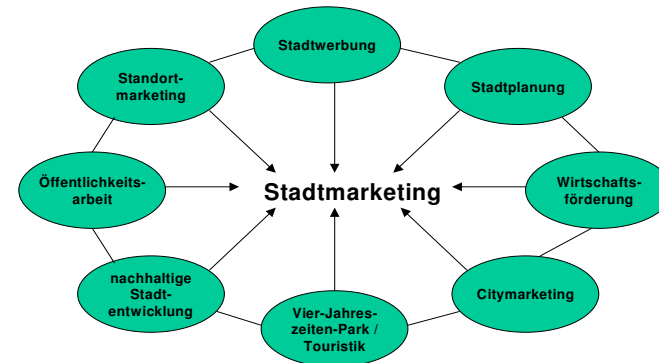 Stadtwerbung
Standort-
marketing
Stadtplanung
Öffentlichkeits-
arbeit
Stadtmarketing
Wirtschafts-
förderung
nachhaltige
Stadt-
entwicklung
Citymarketing
Vier-Jahres-
zeiten-Park /
Touristik